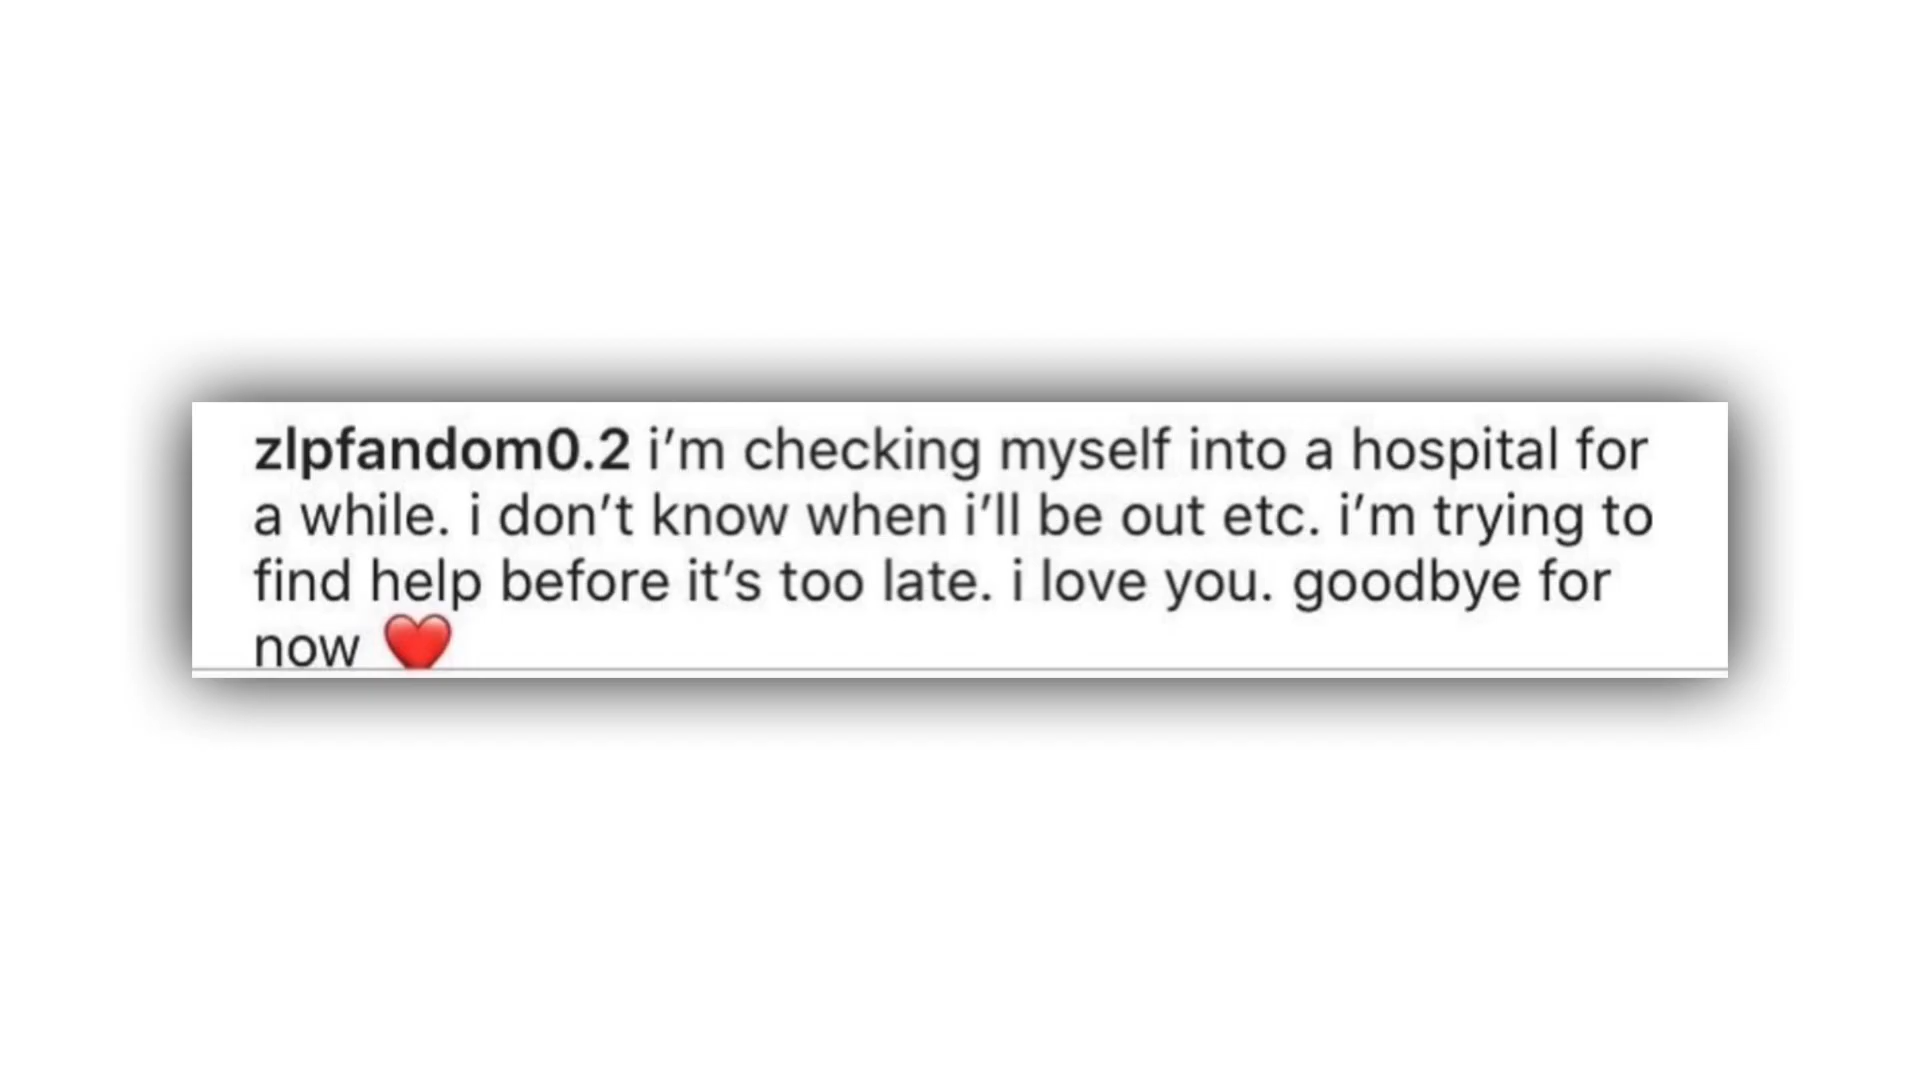 zlpfandom0.2 i’m checking myself into a hospital for
a while. i don’t know when i’ll be out etc. i’m trying to
find help before it’s too late. i love you. goodbye for
now ❤️